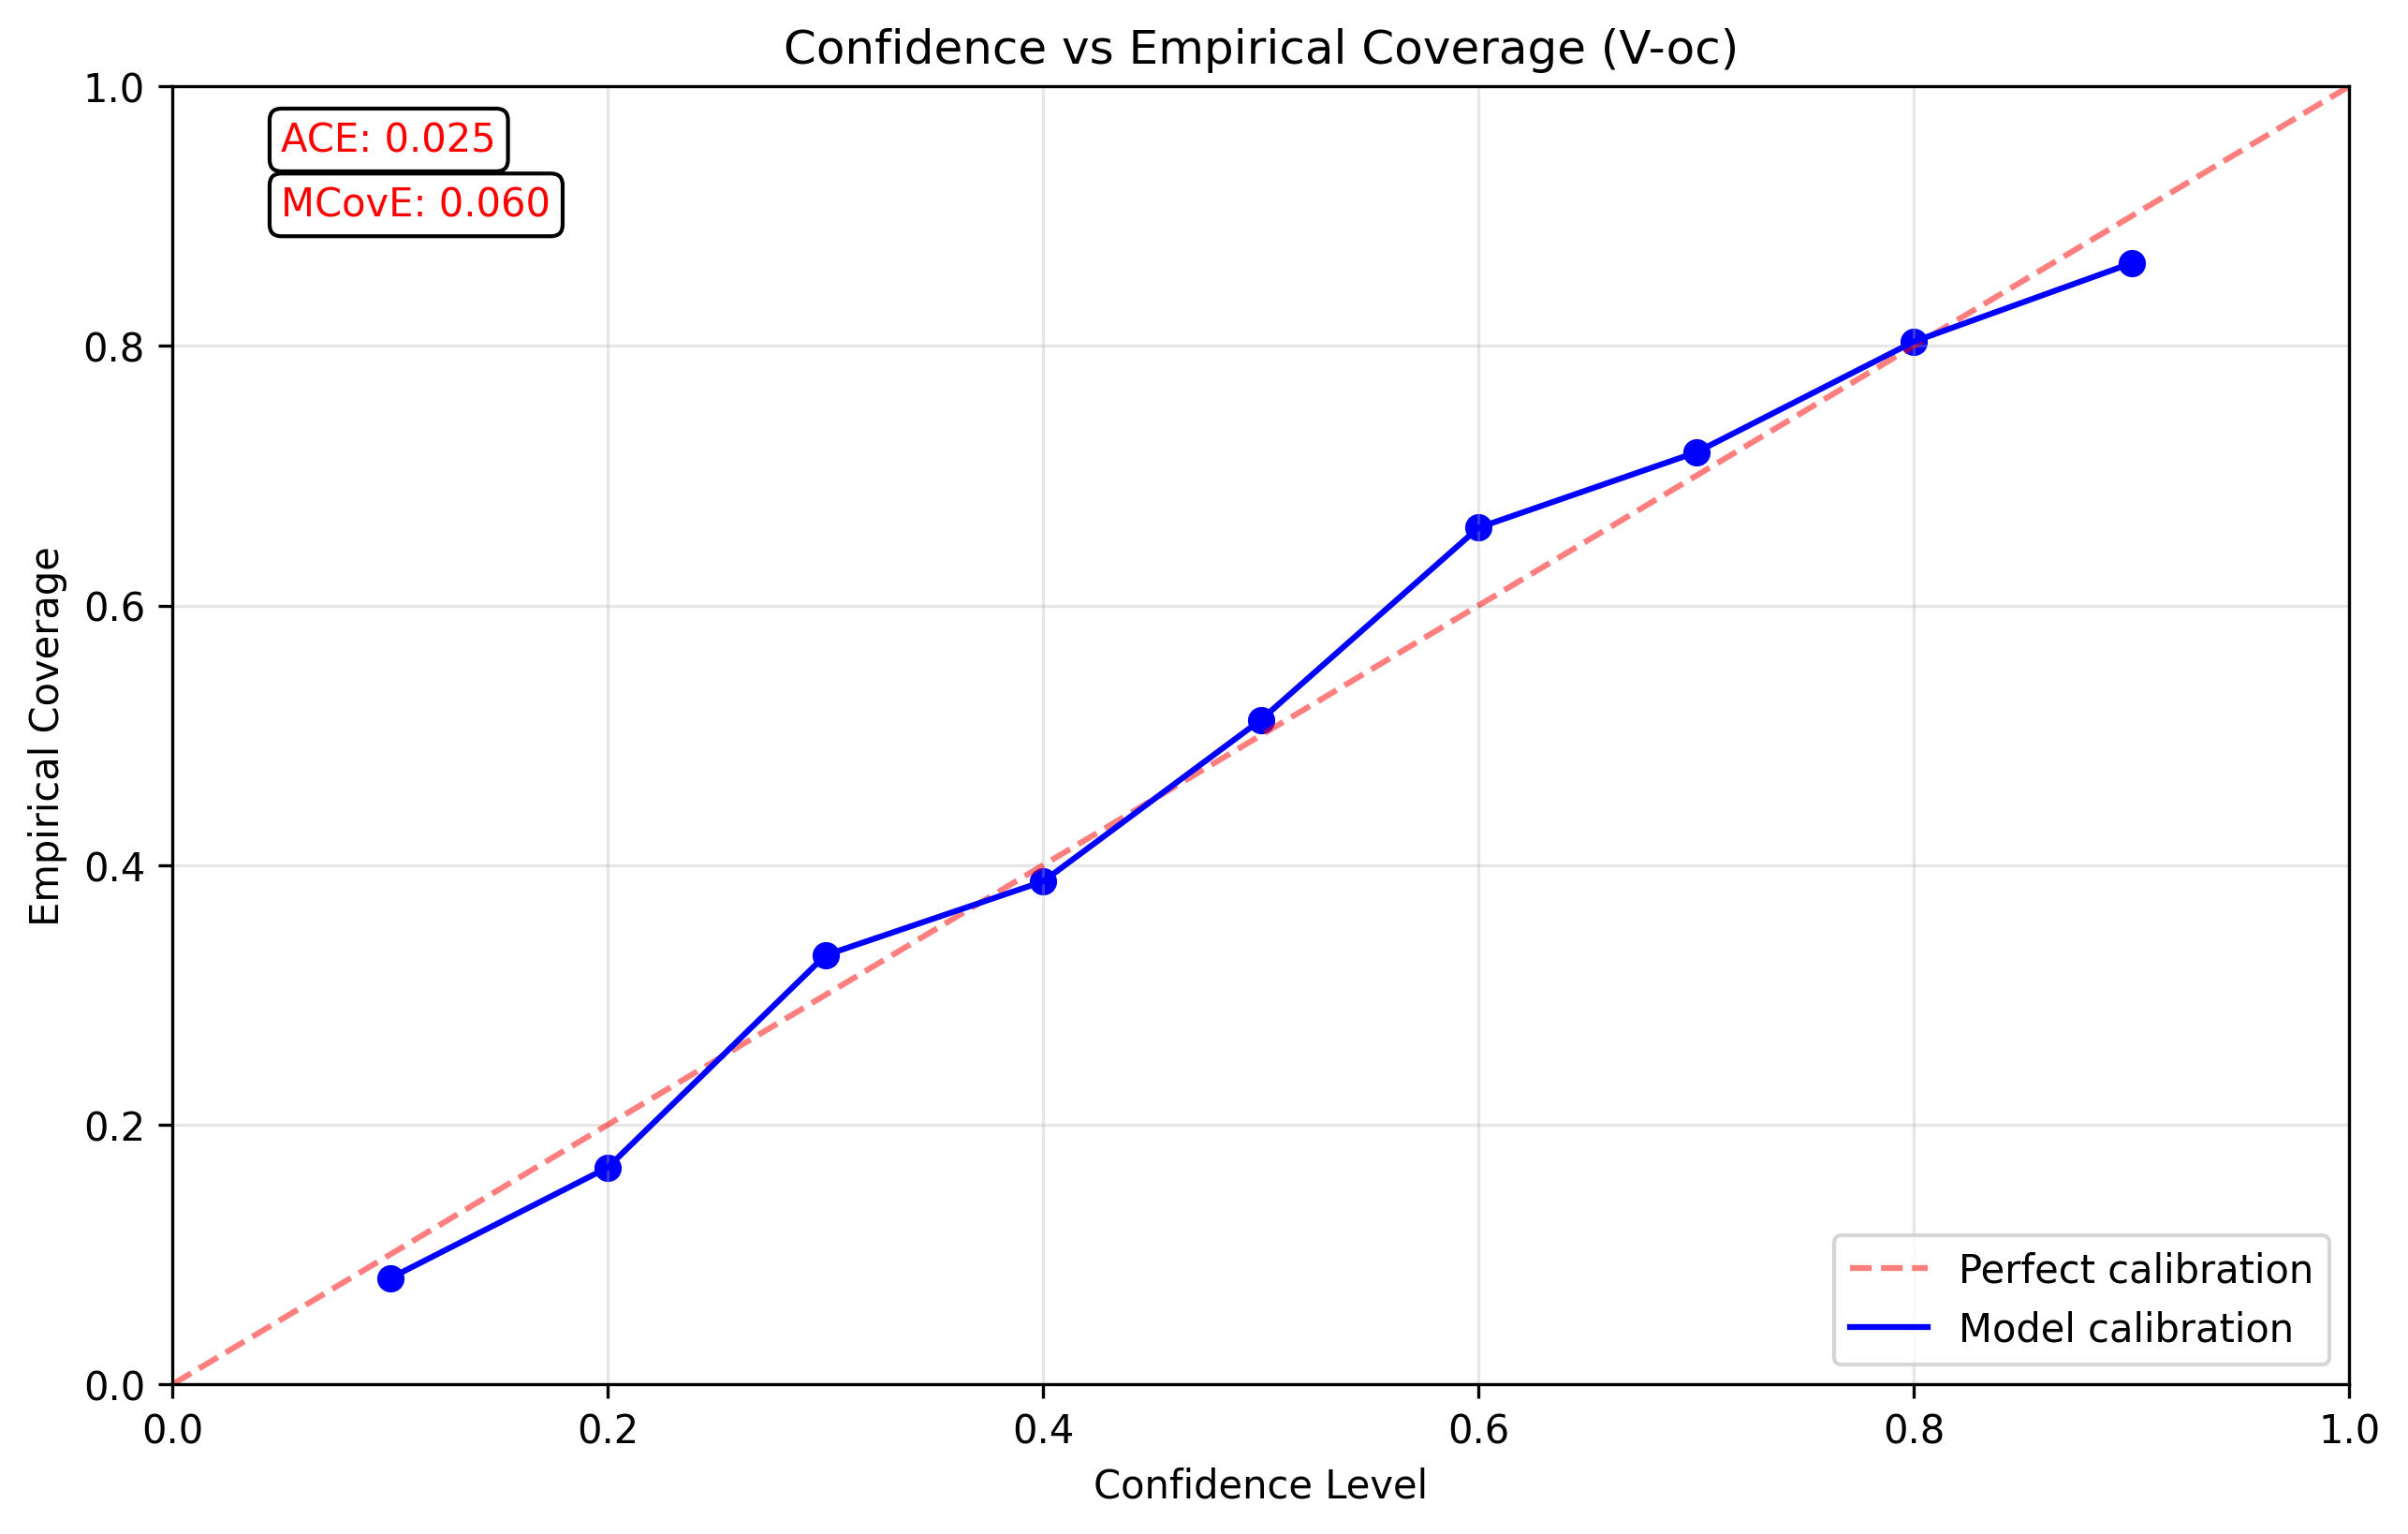 Confidence vs Empirical Coverage (V-oc)
ACE: 0.025
MCovE: 0.060
1.0
0.8
0.6
0.4
0.2
0.0
Empirical Coverage
Perfect calibration
Model calibration
0.0 0.2 0.4 0.6 0.8 1.0
Confidence Level